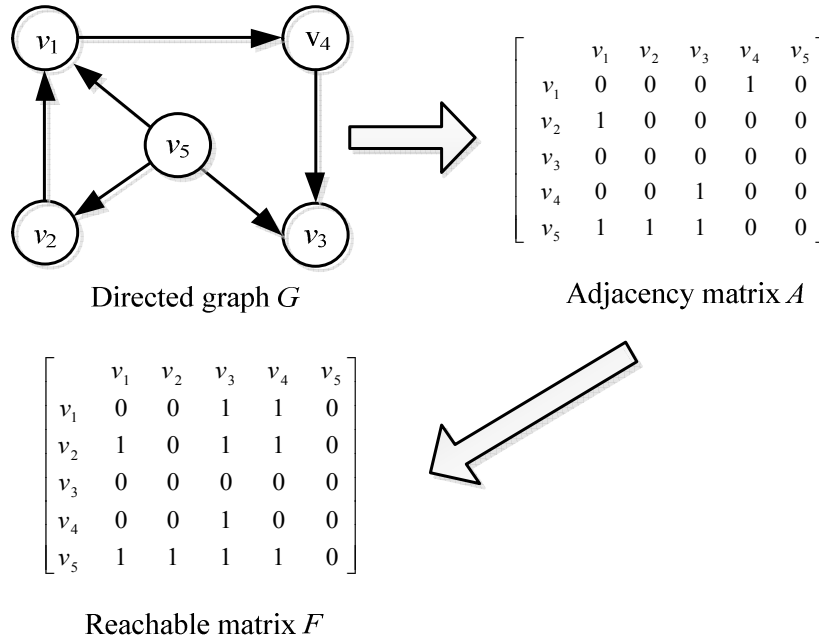 v1 v4
v5
v2 v3
Directed graph G
v1 v2 v3 v4 v5
v1 0 0 0 1 0
v2 1 0 0 0 0
v3 0 0 0 0 0
v4 0 0 1 0 0
v5 1 1 1 0 0
Adjacency matrix A
v1 v2 v3 v4 v5
v1 0 0 1 1 0
v2 1 0 1 1 0
v3 0 0 0 0 0
v4 0 0 1 0 0
v5 1 1 1 1 0
Reachable matrix F